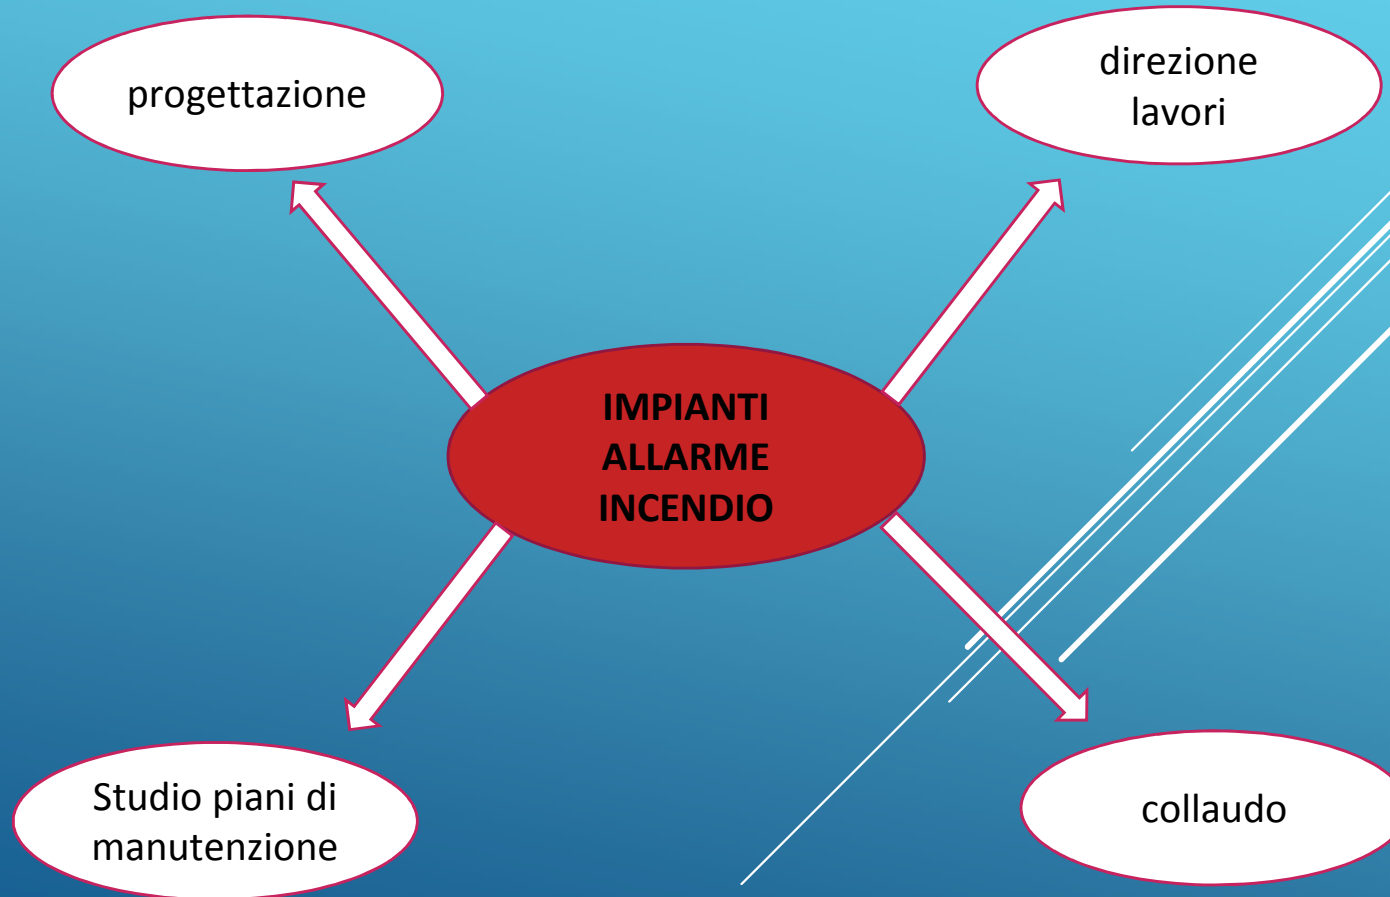 progettazione
direzione
lavori
IMPIANTI
ALLARME
INCENDIO
Studio piani di
manutenzione
collaudo